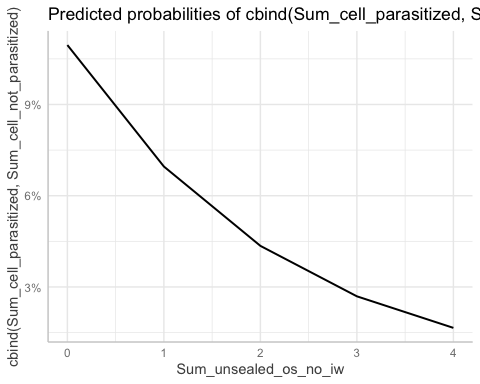 Predicted probabilities of cbind(Sum_cell_parasitized, S
cbind(Sum_cell_parasitized, Sum_cell_not_parasitized)
9%
6%
3%
0 1 2 3 4
Sum_unsealed_os_no_iw